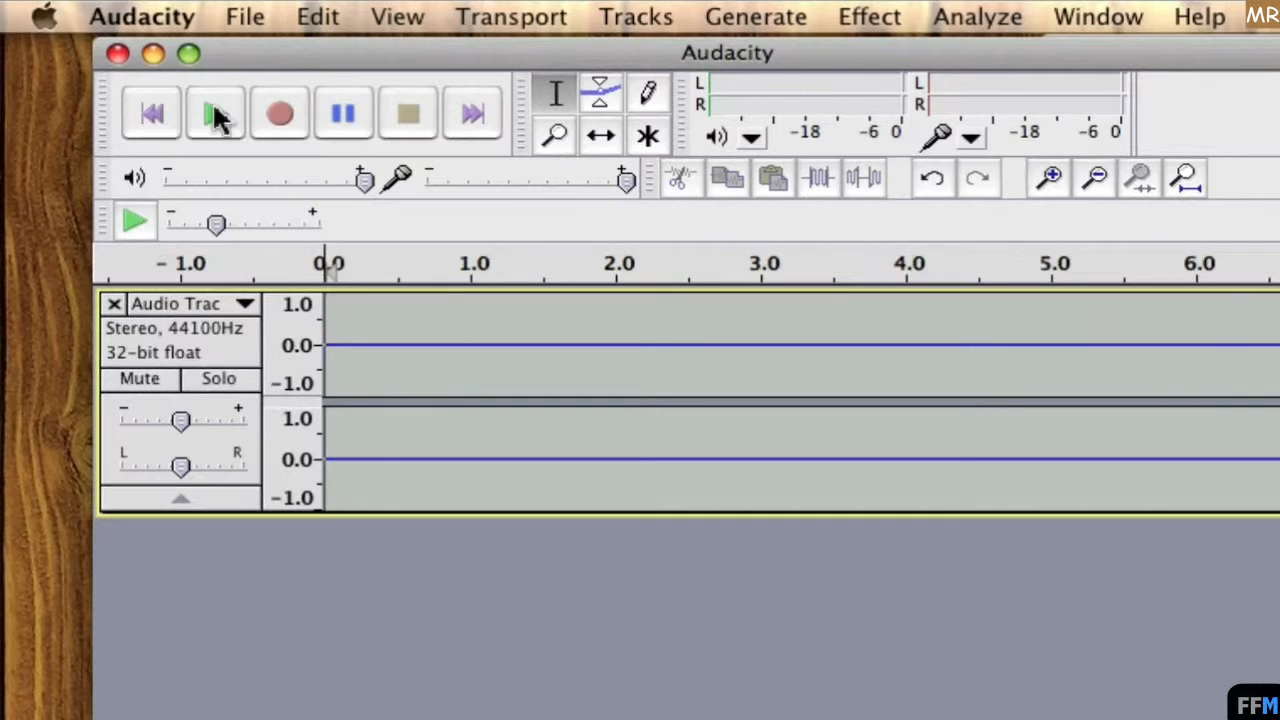 Audacity File Edit View Transport Tracks Generate Effect Analyze Window Help MR
Audacity
L L
R R
-18 -6 0 -18 -6 0
- + - +
- +
- 1.0 0.0 1.0 2.0 3.0 4.0 5.0 6.0
Audio Trac 1.0
Stereo, 44100Hz
32-bit float 0.0
Mute Solo -1.0
- + 1.0
L R 0.0
-1.0
FFM